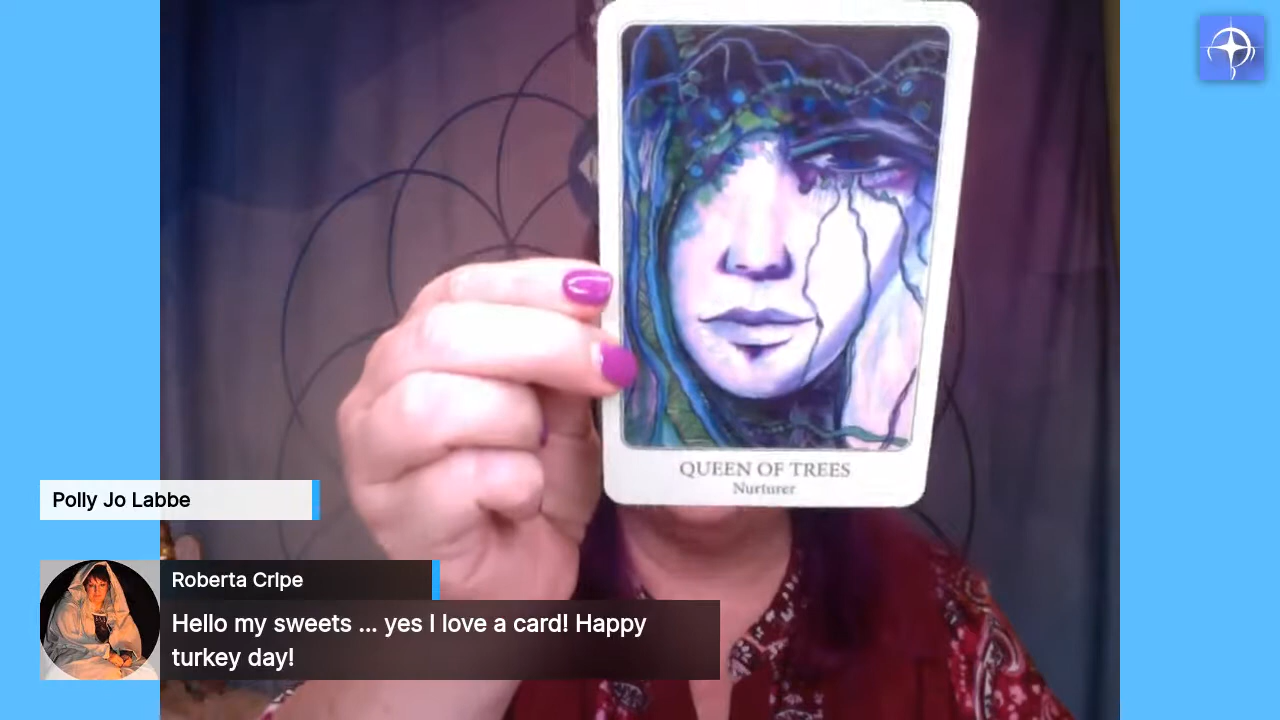 QUEEN OF TREES
Nurturer
Polly Jo Labbe
Roberta Cripe
Hello my sweets ... yes I love a card! Happy
turkey day!